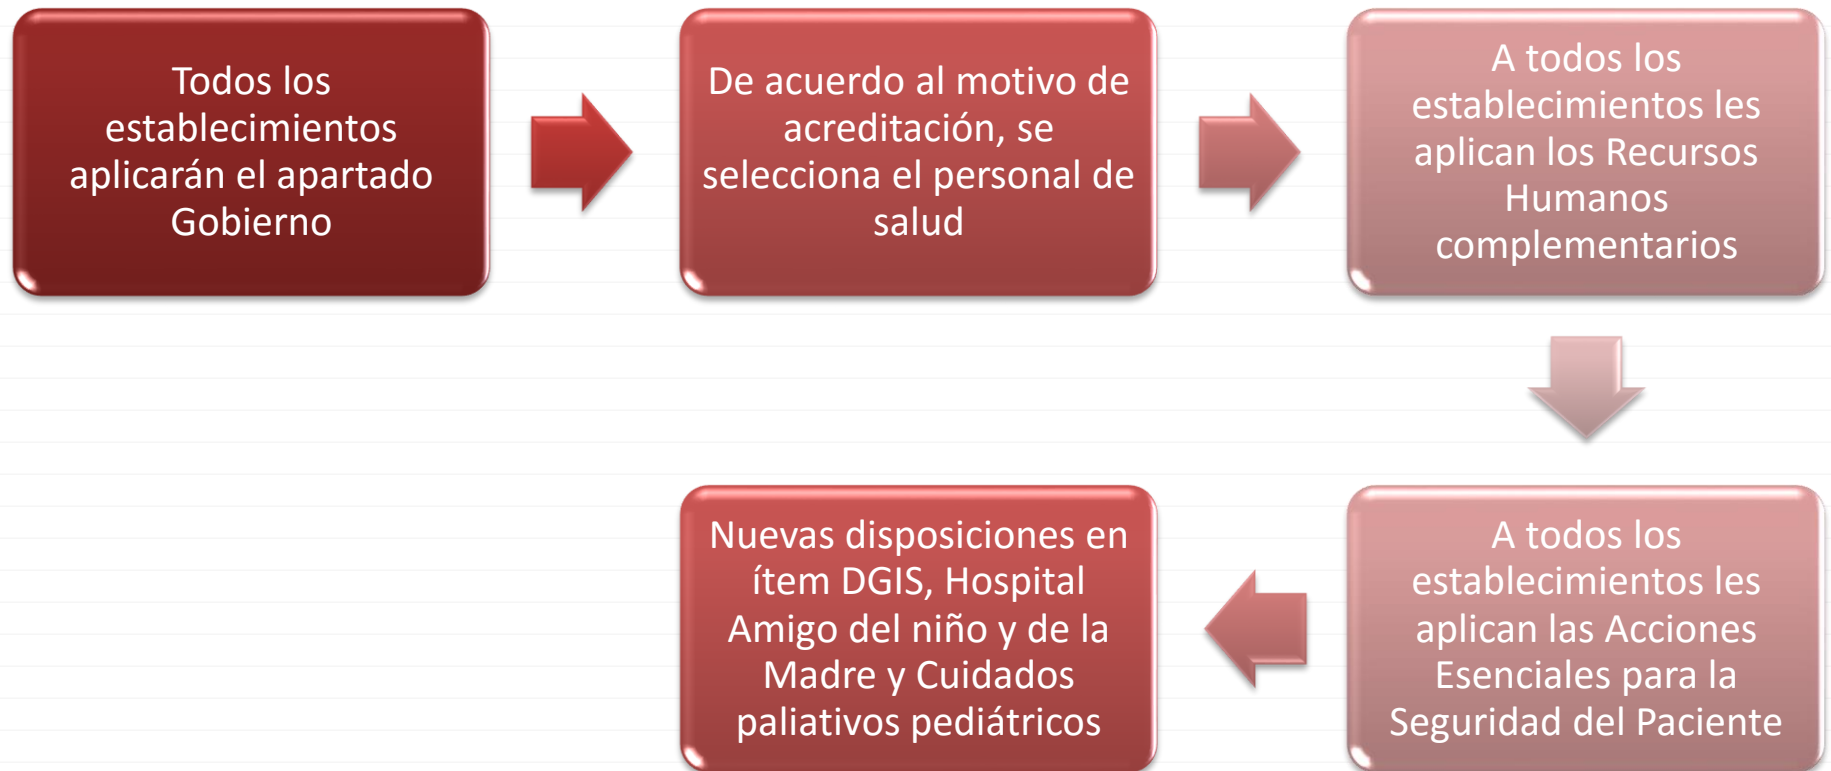 Todos los
establecimientos
aplicarán el apartado
Gobierno
De acuerdo al motivo de
acreditación, se
selecciona el personal de
salud
A todos los
establecimientos les
aplican los Recursos
Humanos
complementarios
A todos los
establecimientos les
aplican las Acciones
Esenciales para la
Seguridad del Paciente
Nuevas disposiciones en
ítem DGIS, Hospital
Amigo del niño y de la
Madre y Cuidados
paliativos pediátricos